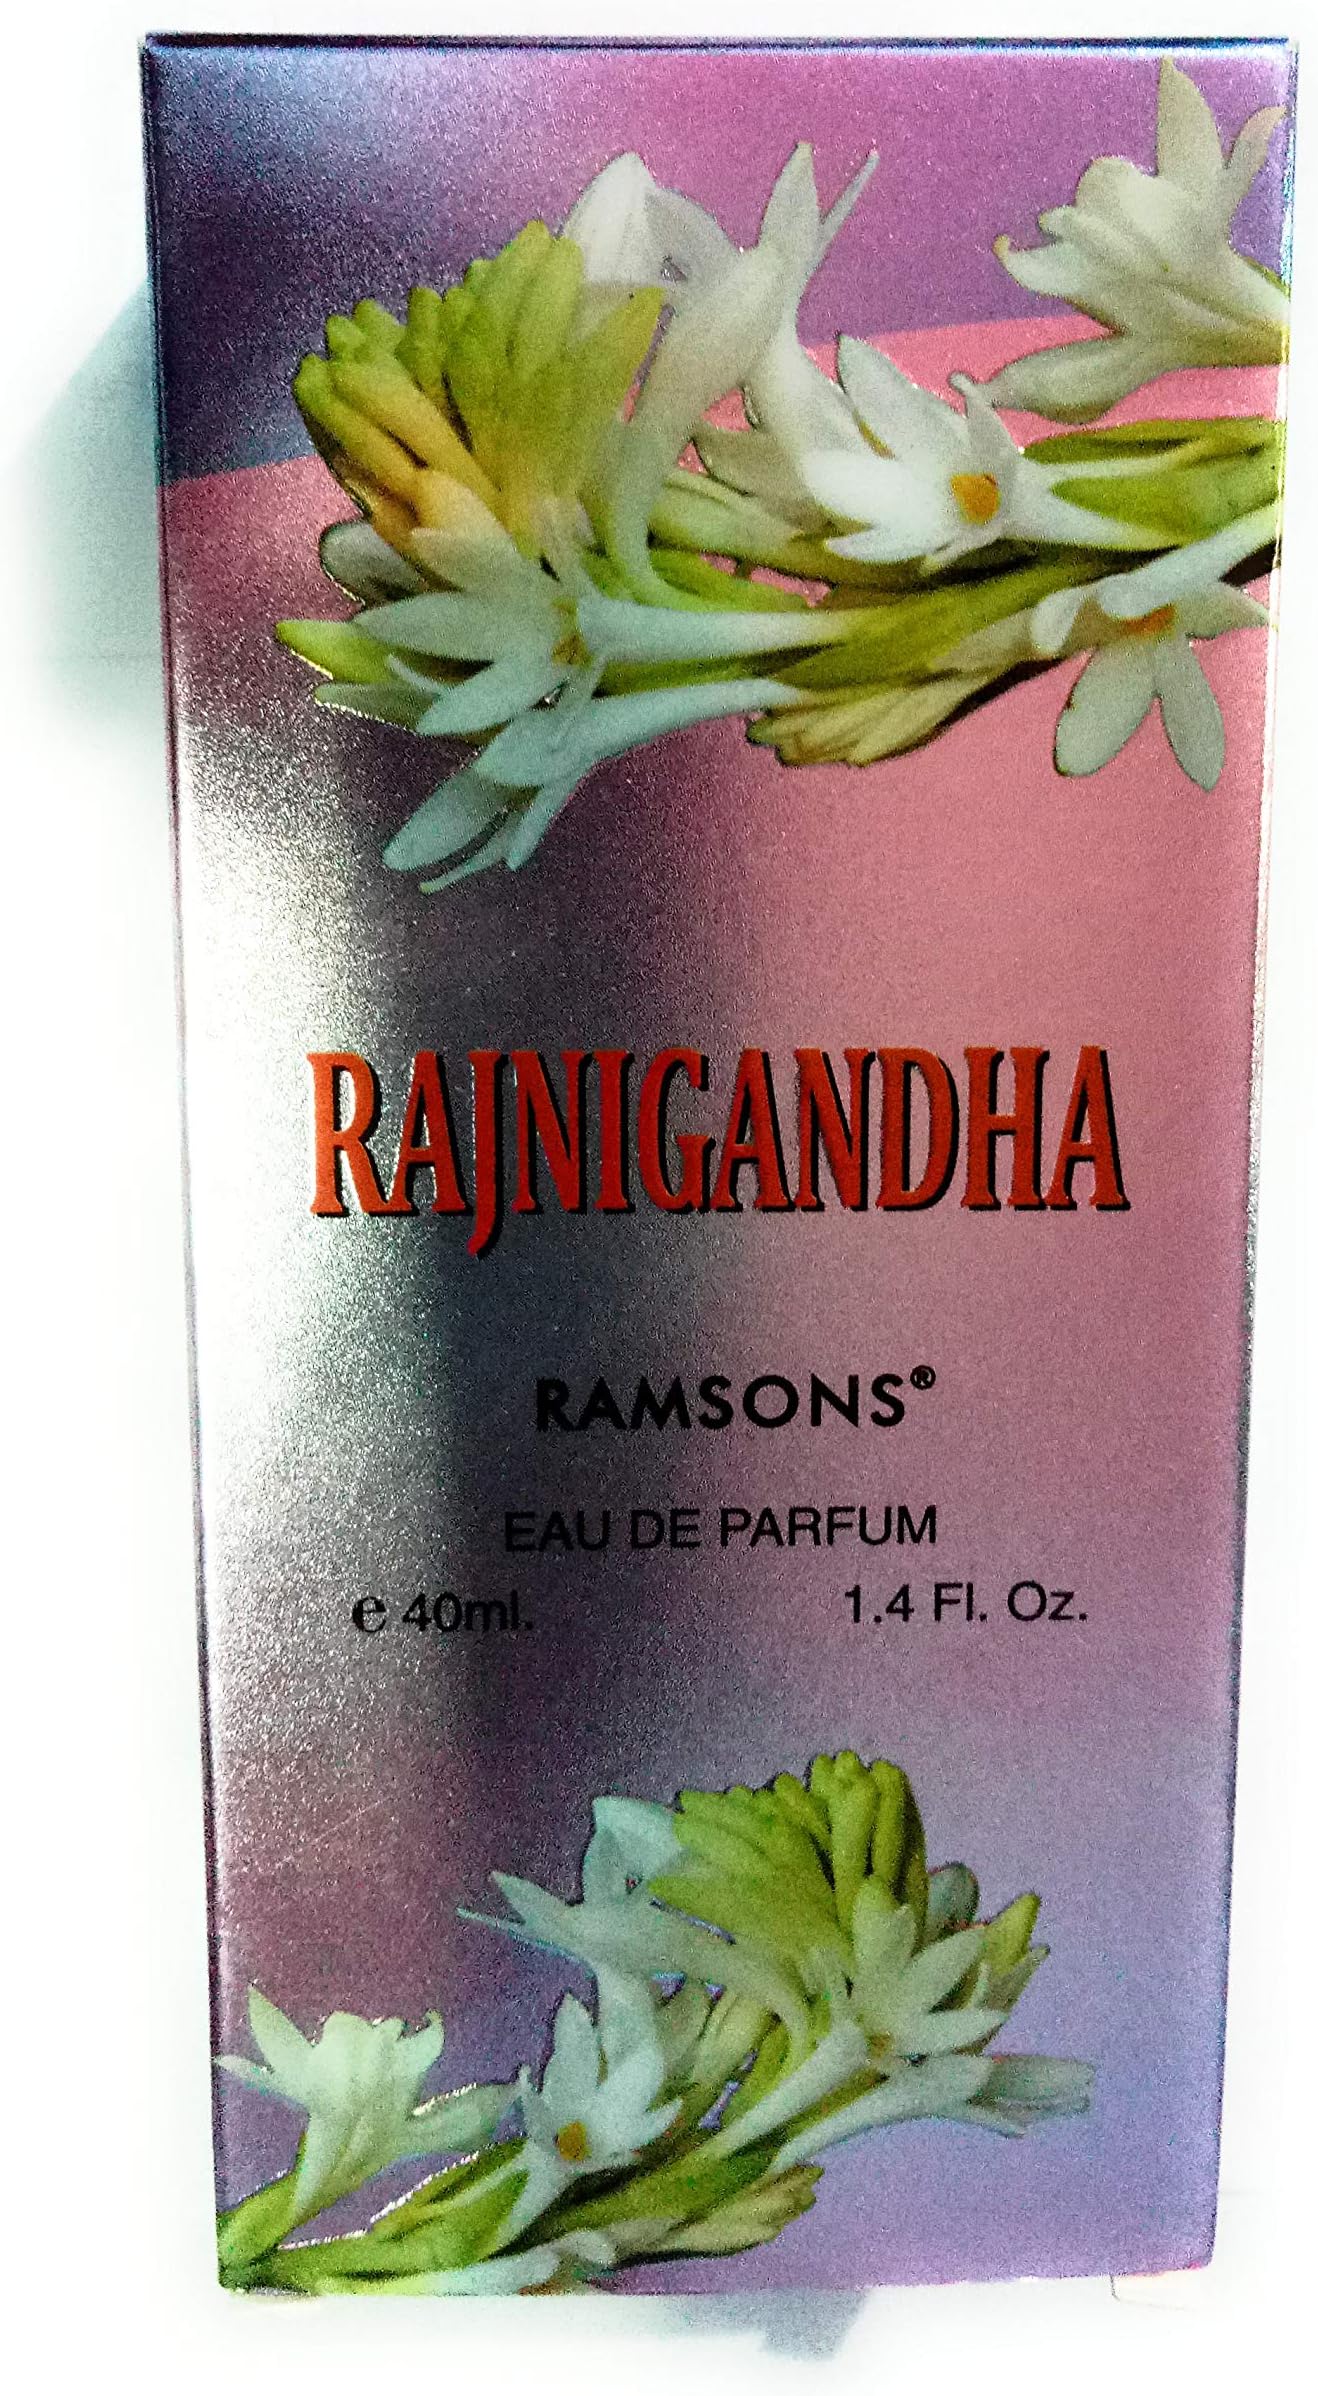 RAJNIGANDHA
RAMSONS®
EAU DE PARFUM
℮ 40ml. 1.4 Fl. Oz.